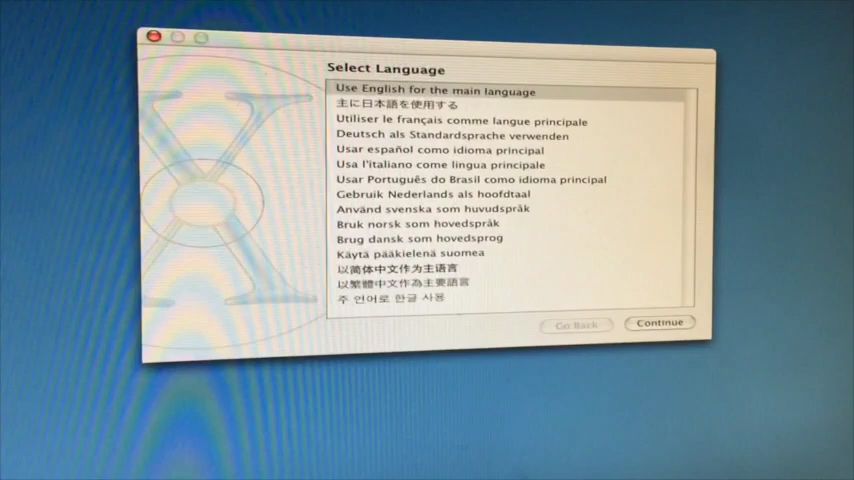 Select Language
Use English for the main language
主に日本語を使用する
Utiliser le français comme langue principale
Deutsch als Standardsprache verwenden
Usar español como idioma principal
Usa l'italiano come lingua principale
Usar Português do Brasil como idioma principal
Gebruik Nederlands als hoofdtaal
Använd svenska som huvudspråk
Bruk norsk som hovedspråk
Brug dansk som hovedsprog
Käytä pääkielenä suomea
以简体中文作为主语言
以繁體中文作為主要語言
주 언어로 한글 사용
Go Back
Continue